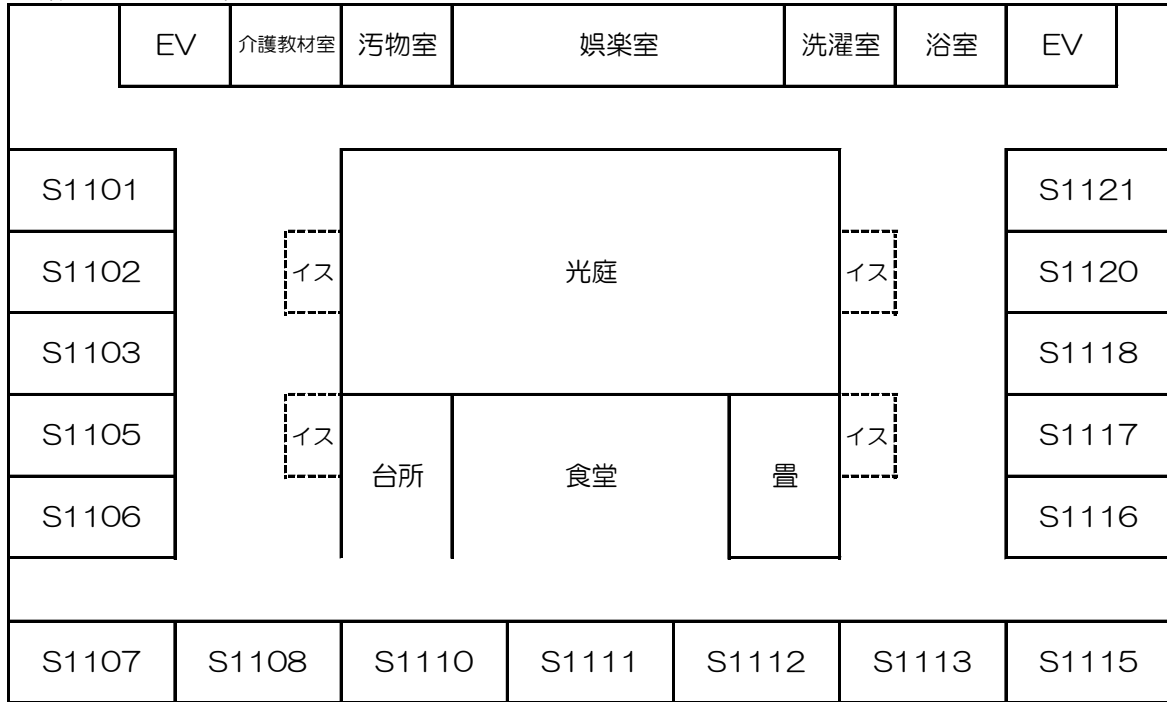 EV 介護教材室 汚物室 娯楽室 洗濯室 浴室 EV
S1101 S1121
S1102 イス 光庭 イス S1120
S1103 S1118
S1105 イス イス S1117
台所 食堂 畳
S1106 S1116
S1107 S1108 S1110 S1111 S1112 S1113 S1115